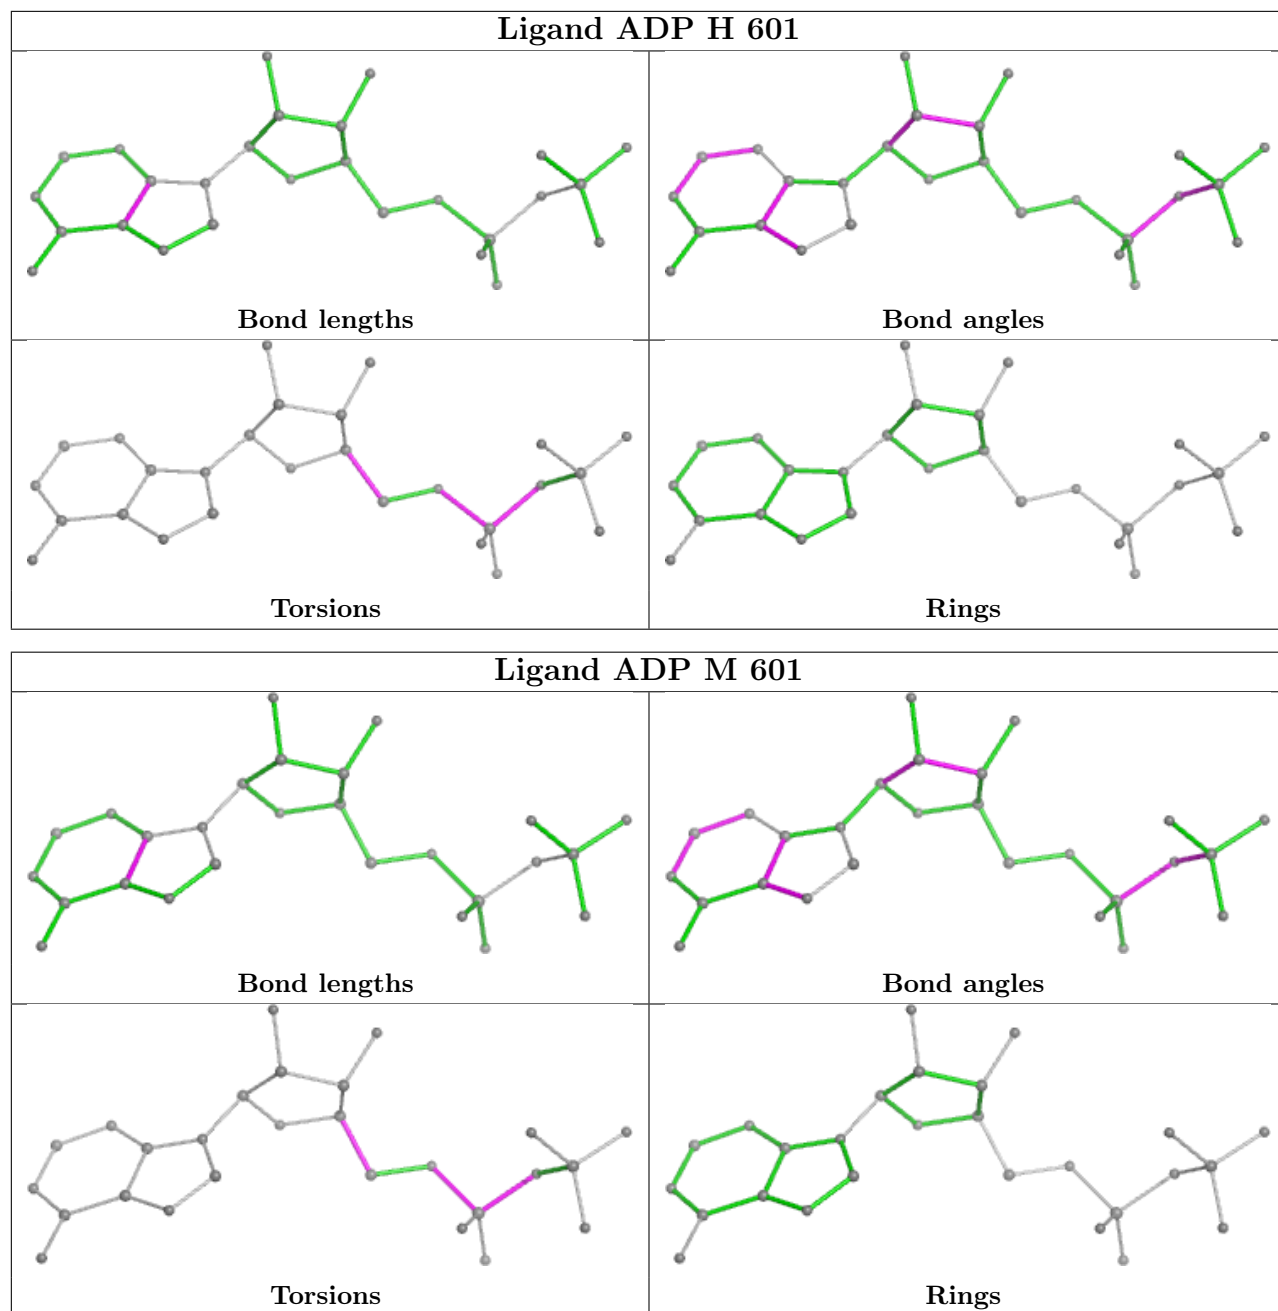 Ligand ADP H 601
Bond lengths
Bond angles
Torsions
Rings
Ligand ADP M 601
Bond lengths
Bond angles
Torsions
Rings